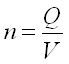 n = Q/V